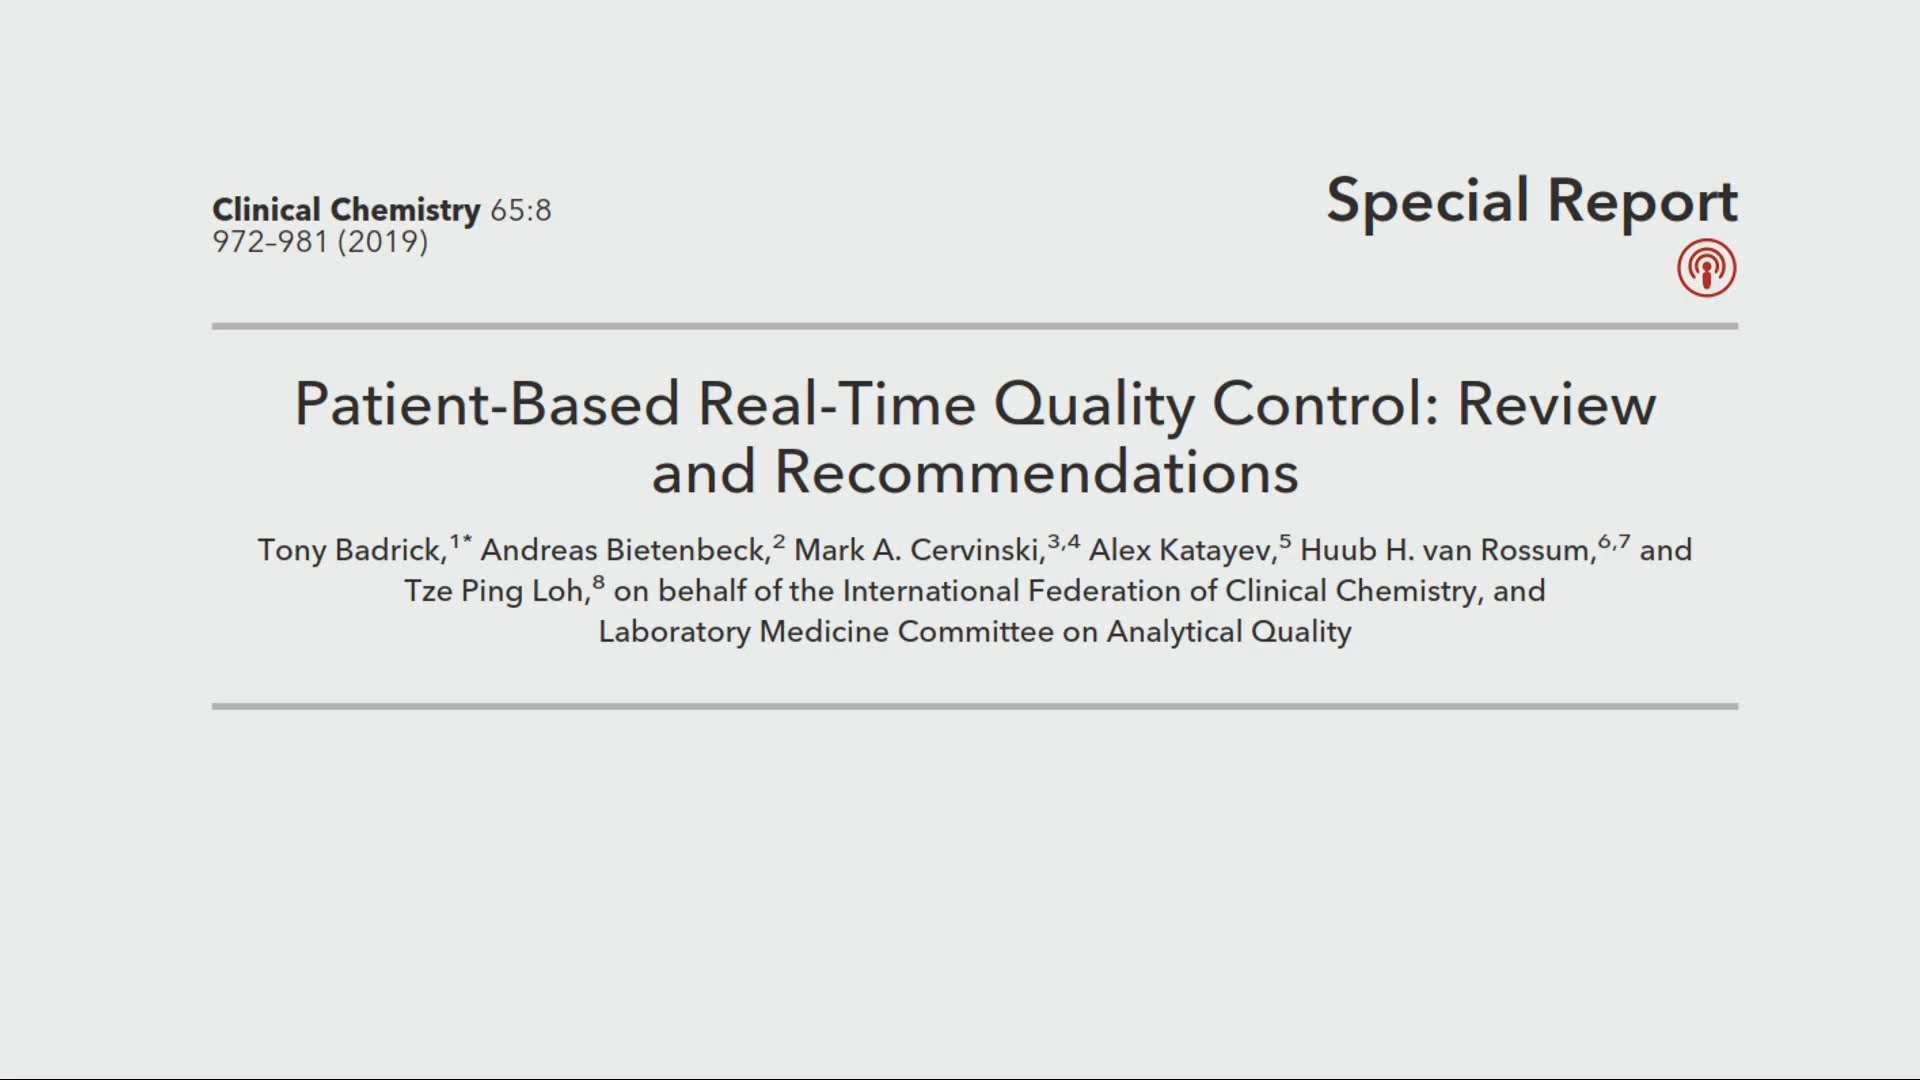 Clinical Chemistry 65:8
972–981 (2019)
Special Report
Patient-Based Real-Time Quality Control: Review
and Recommendations
Tony Badrick,1* Andreas Bietenbeck,2 Mark A. Cervinski,3,4 Alex Katayev,5 Huub H. van Rossum,6,7 and
Tze Ping Loh,8 on behalf of the International Federation of Clinical Chemistry, and
Laboratory Medicine Committee on Analytical Quality